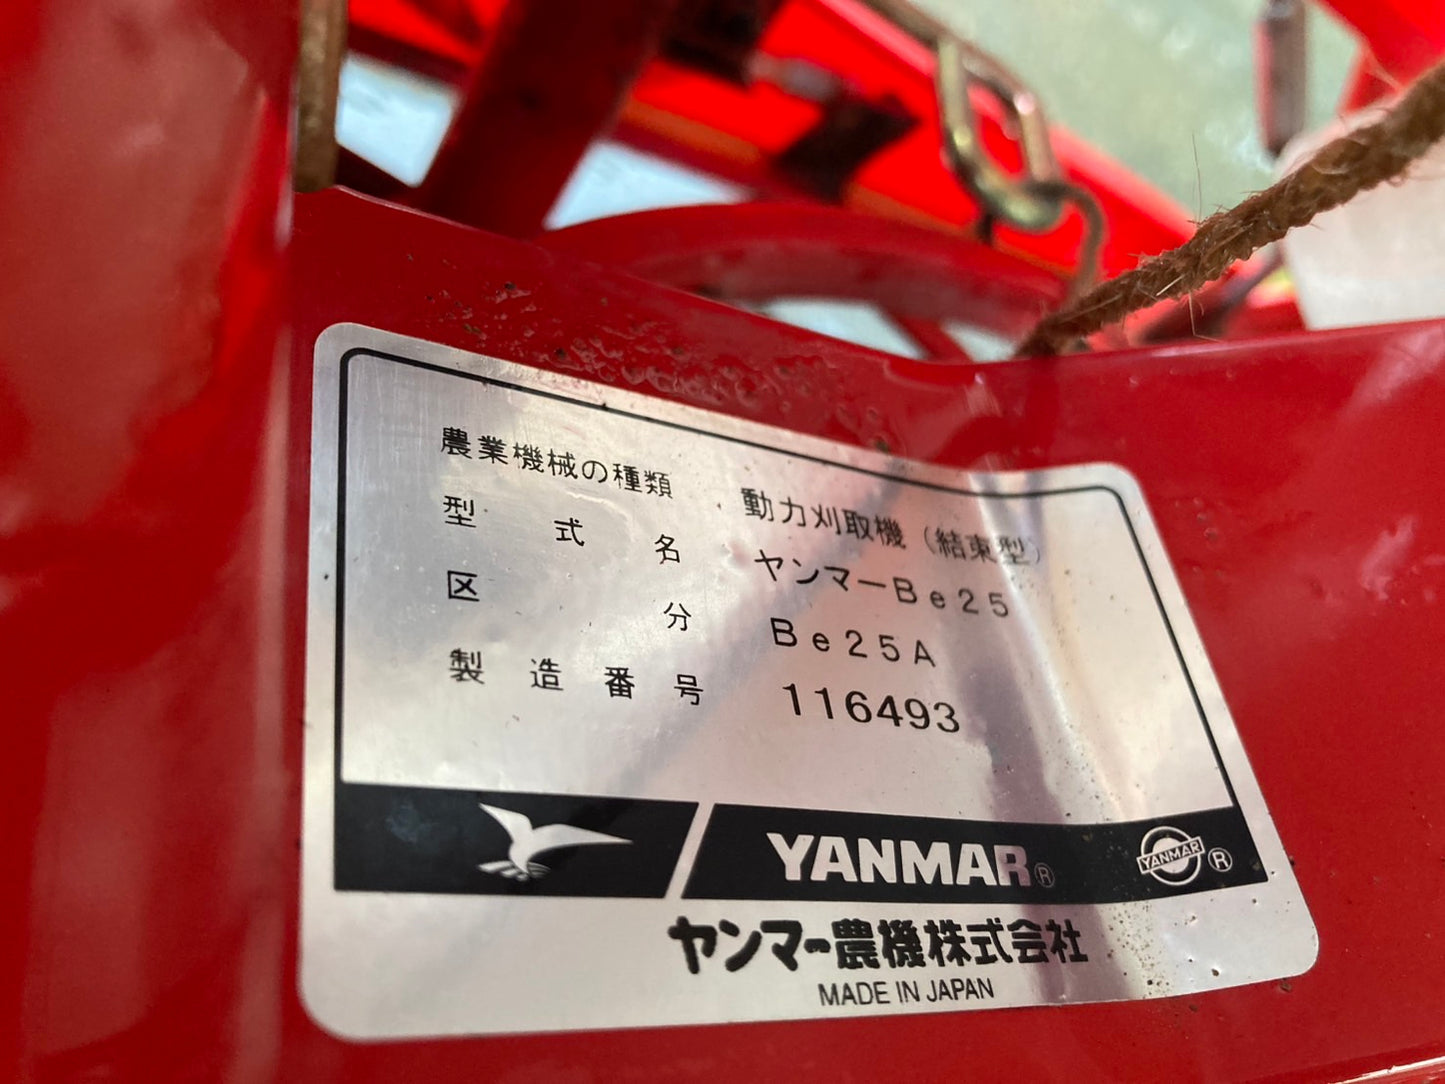 農業機械の種類 動力刈取機（結束型）
型式名 ヤンマーBe25
区分 Be25A
製造番号 116493
YANMAR® YANMAR®
ヤンマー農機株式会社
MADE IN JAPAN